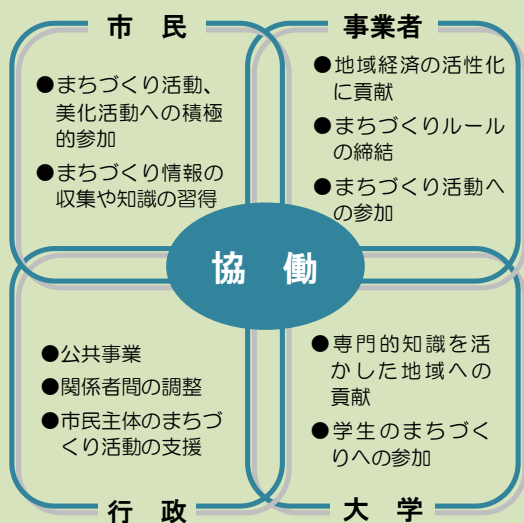 市　民
●まちづくり活動、
美化活動への積極
的参加
●まちづくり情報の
収集や知識の習得
事業者
●地域経済の活性化
に貢献
●まちづくりルール
の締結
●まちづくり活動へ
の参加
協　働
●公共事業
●関係者間の調整
●市民主体のまちづ
くり活動の支援
行　政
●専門的知識を活
かした地域への
貢献
●学生のまちづく
りへの参加
大　学